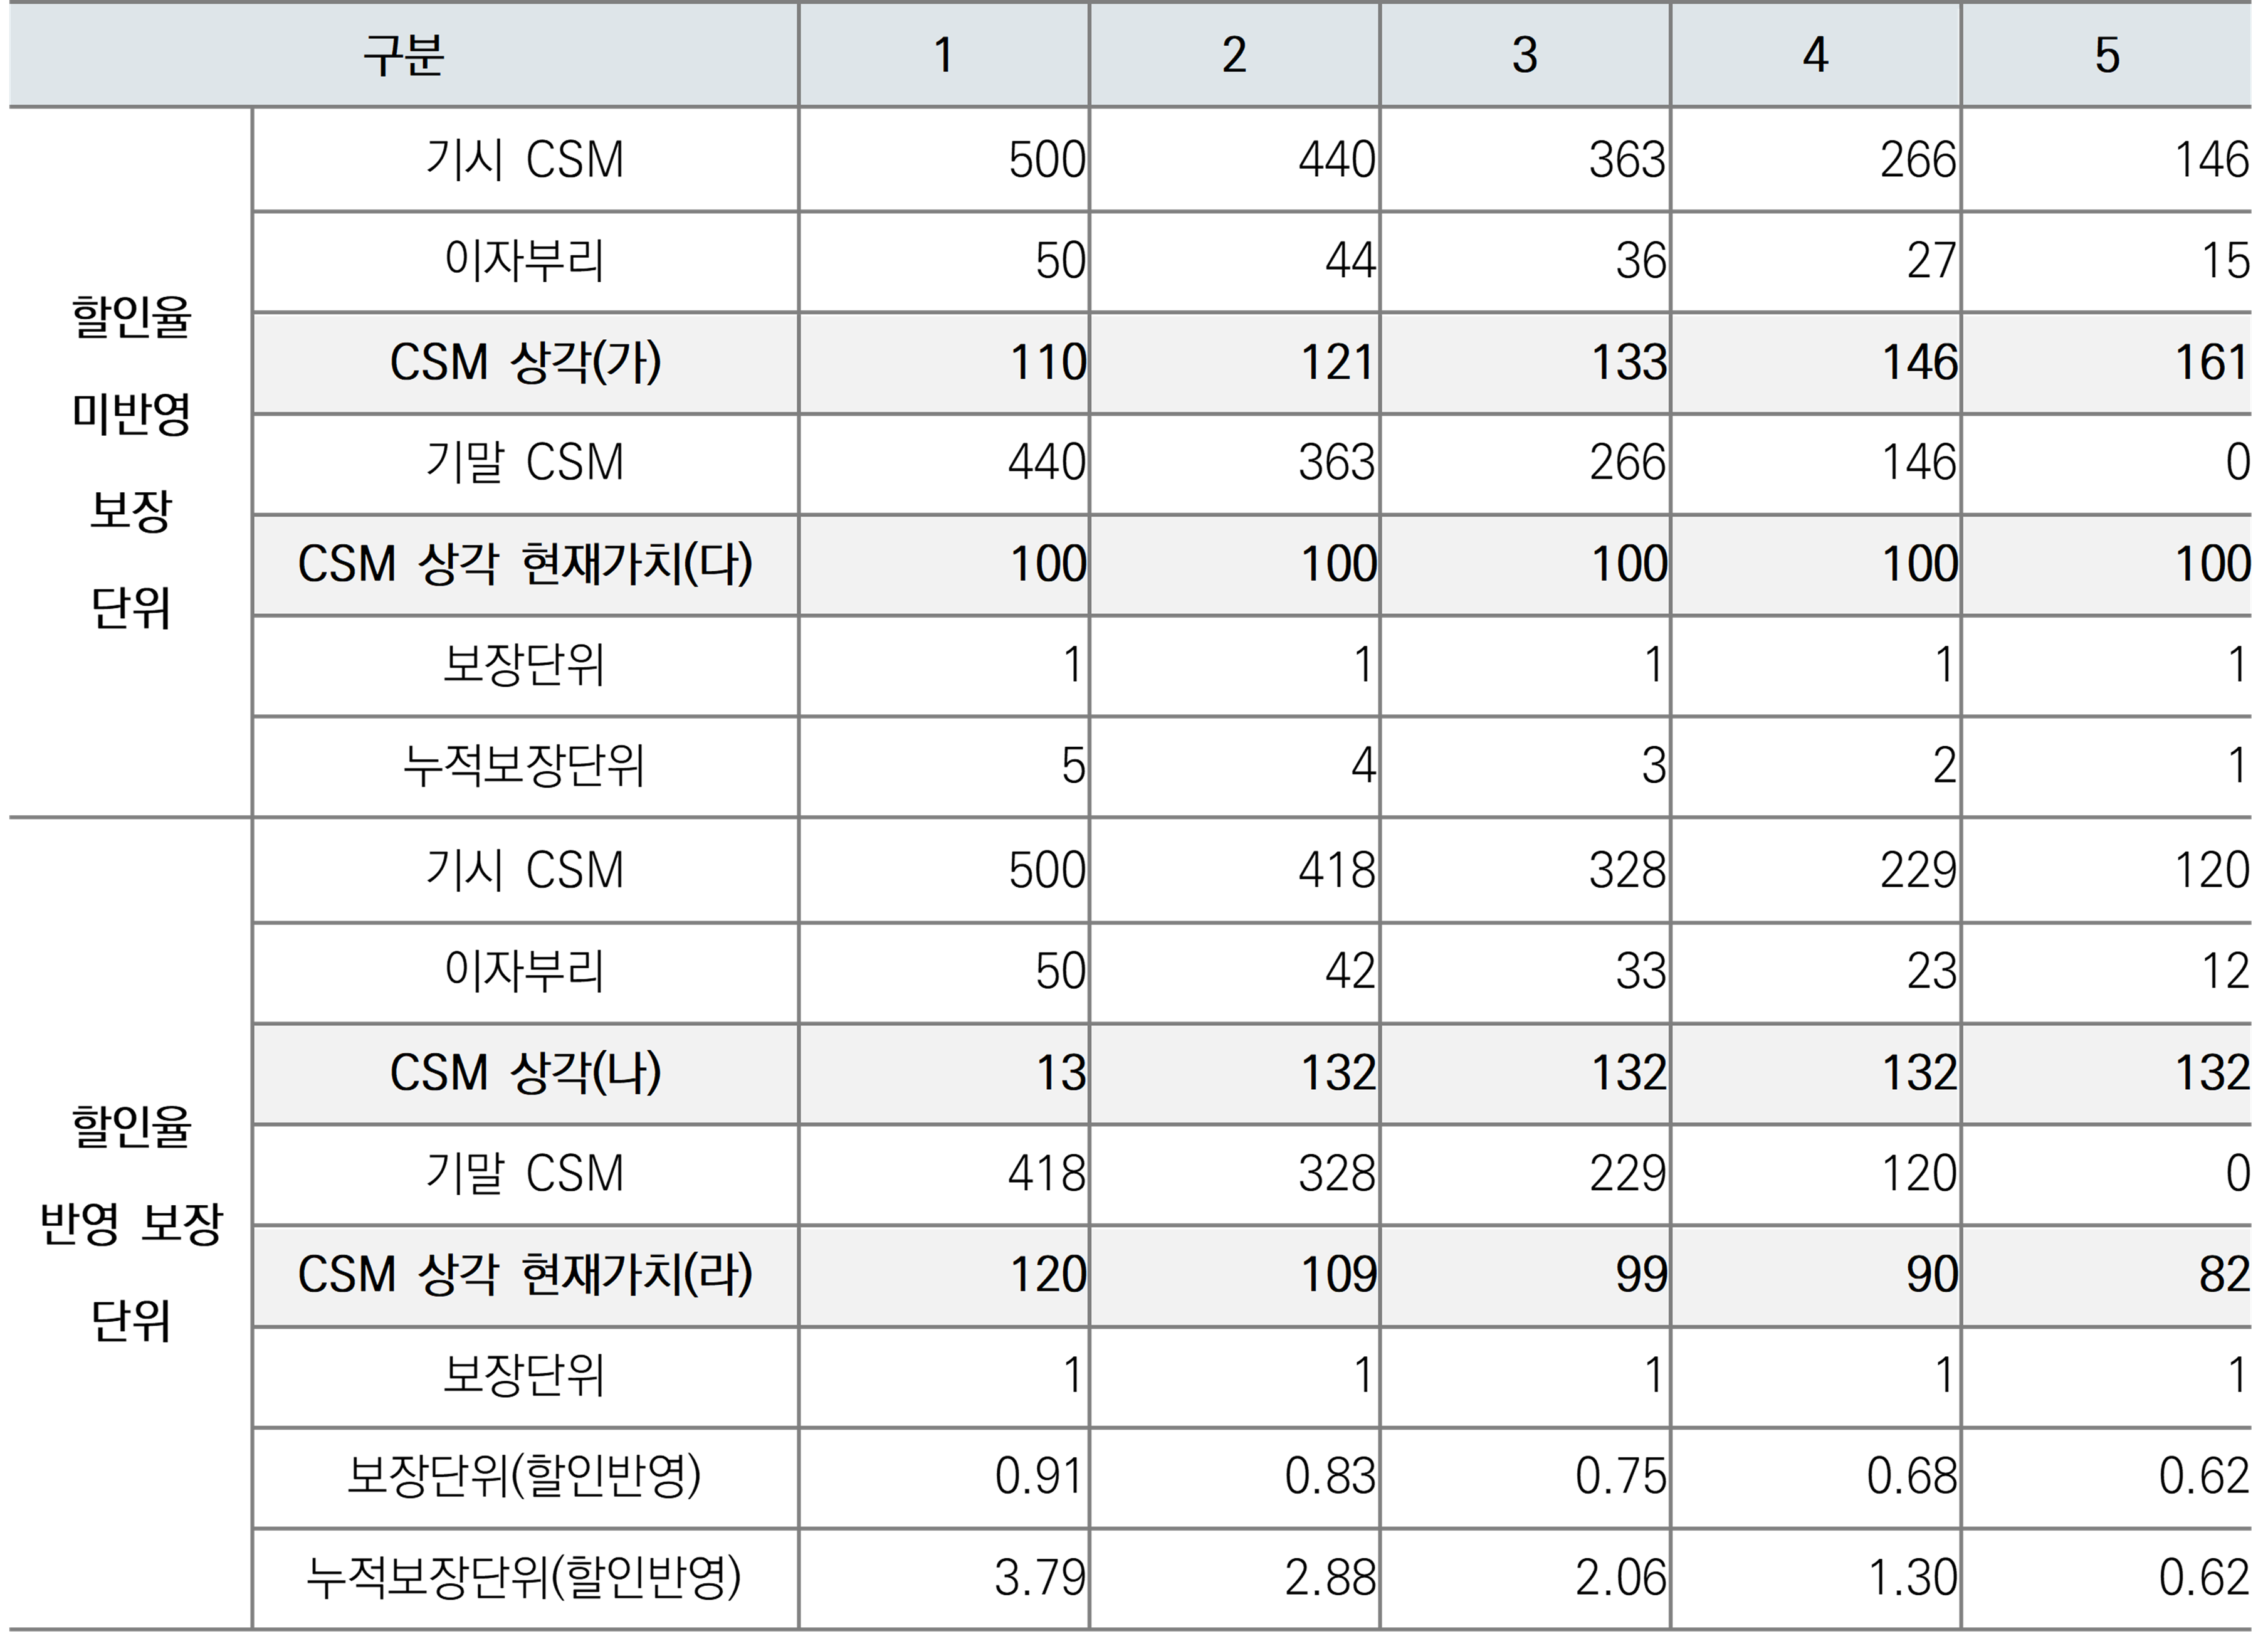 구분 1 2 3 4 5
할인율
미반영
보장
단위
기시 CSM 500 440 363 266 146
이자부리 50 44 36 27 15
CSM 상각(가) 110 121 133 146 161
기말 CSM 440 363 266 146 0
CSM 상각 현재가치(다) 100 100 100 100 100
보장단위 1 1 1 1 1
누적보장단위 5 4 3 2 1
할인율
반영 보장
단위
기시 CSM 500 418 328 229 120
이자부리 50 42 33 23 12
CSM 상각(나) 13 132 132 132 132
기말 CSM 418 328 229 120 0
CSM 상각 현재가치(라) 120 109 99 90 82
보장단위 1 1 1 1 1
보장단위(할인반영) 0.91 0.83 0.75 0.68 0.62
누적보장단위(할인반영) 3.79 2.88 2.06 1.30 0.62